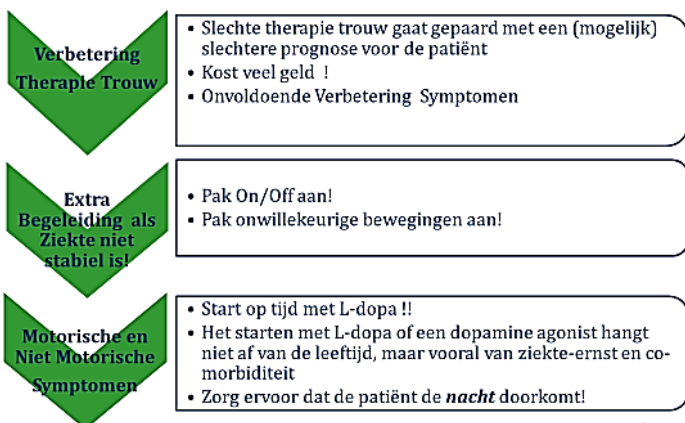 Verbetering
Therapie Trouw
• Slechte therapie trouw gaat gepaard met een (mogelijk)
slechtere prognose voor de patiënt
• Kost veel geld !
• Onvoldoende Verbetering Symptomen
Extra
Begeleiding als
Ziekte niet
stabiel is!
• Pak On/Off aan!
• Pak onwillekeurige bewegingen aan!
Motorische en
Niet Motorische
Symptomen
• Start op tijd met L-dopa !!
• Het starten met L-dopa of een dopamine agonist hangt
niet af van de leeftijd, maar vooral van ziekte-ernst en co-
morbiditeit
• Zorg ervoor dat de patiënt de nacht doorkomt!